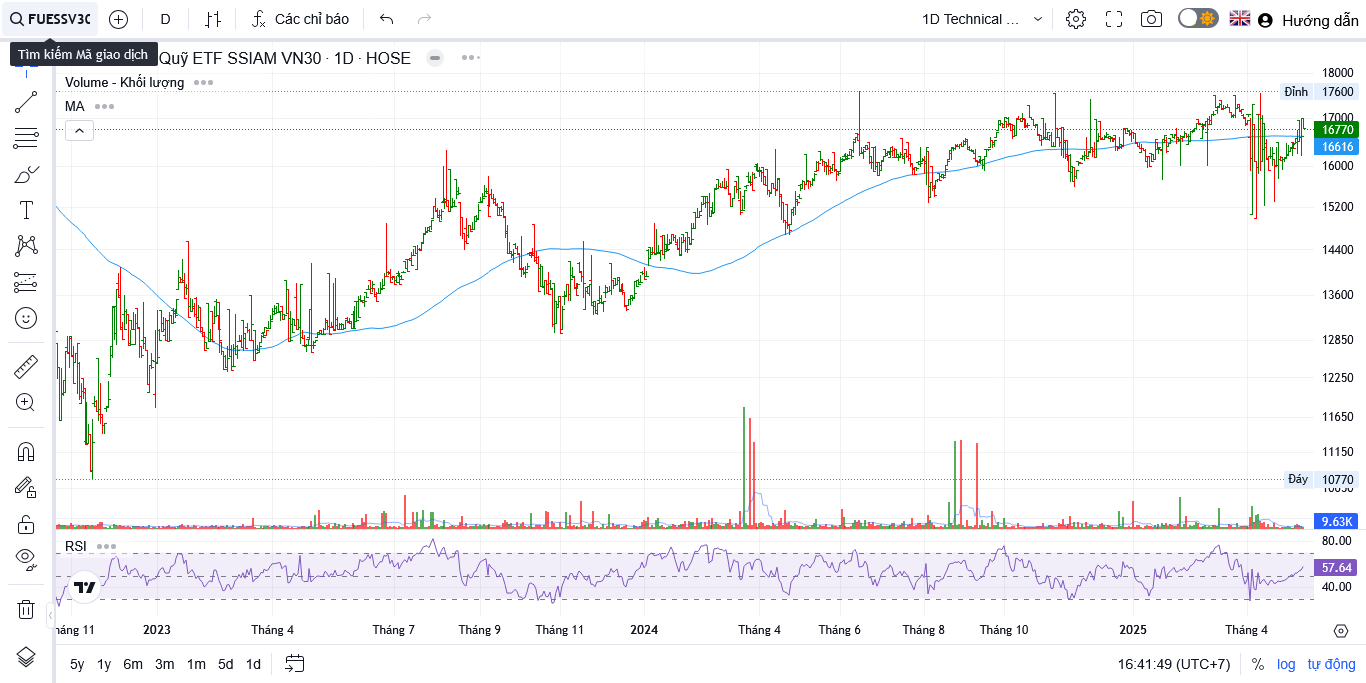 FUESSV30 D Các chỉ báo 1D Technical ... Hướng dẫn
Tìm kiếm Mã giao dịch
Quỹ ETF SSIAM VN30 · 1D · HOSE
Volume - Khối lượng
MA
18000
Đỉnh 17600
17000
16770
16616
16000
15200
14400
13600
12850
12250
11650
11150
Đáy 10770
9.63K
RSI
80.00
57.64
40.00
háng 11 2023 Tháng 4 Tháng 7 Tháng 9 Tháng 11 2024 Tháng 4 Tháng 6 Tháng 8 Tháng 10 2025 Tháng 4
5y 1y 6m 3m 1m 5d 1d 16:41:49 (UTC+7) % log tự động